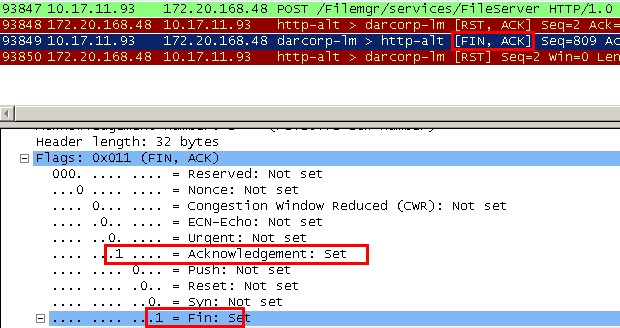 93847 10.17.11.93 172.20.168.48 POST /Filemgr/services/FileServer HTTP/1.0
93848 172.20.168.48 10.17.11.93 http-alt > darcorp-lm [RST, ACK] Seq=2 Ack=
93849 10.17.11.93 172.20.168.48 darcorp-lm > http-alt [FIN, ACK] Seq=809 Ac
93850 172.20.168.48 10.17.11.93 http-alt > darcorp-lm [RST] Seq=2 Win=0 Len
Header length: 32 bytes
Flags: 0x011 (FIN, ACK)
000. .... .... = Reserved: Not set
...0 .... .... = Nonce: Not set
.... 0... .... = Congestion Window Reduced (CWR): Not set
.... .0.. .... = ECN-Echo: Not set
.... ..0. .... = Urgent: Not set
.... ...1 .... = Acknowledgement: Set
.... .... 0... = Push: Not set
.... .... .0.. = Reset: Not set
.... .... ..0. = Syn: Not set
.... .... ...1 = Fin: Set